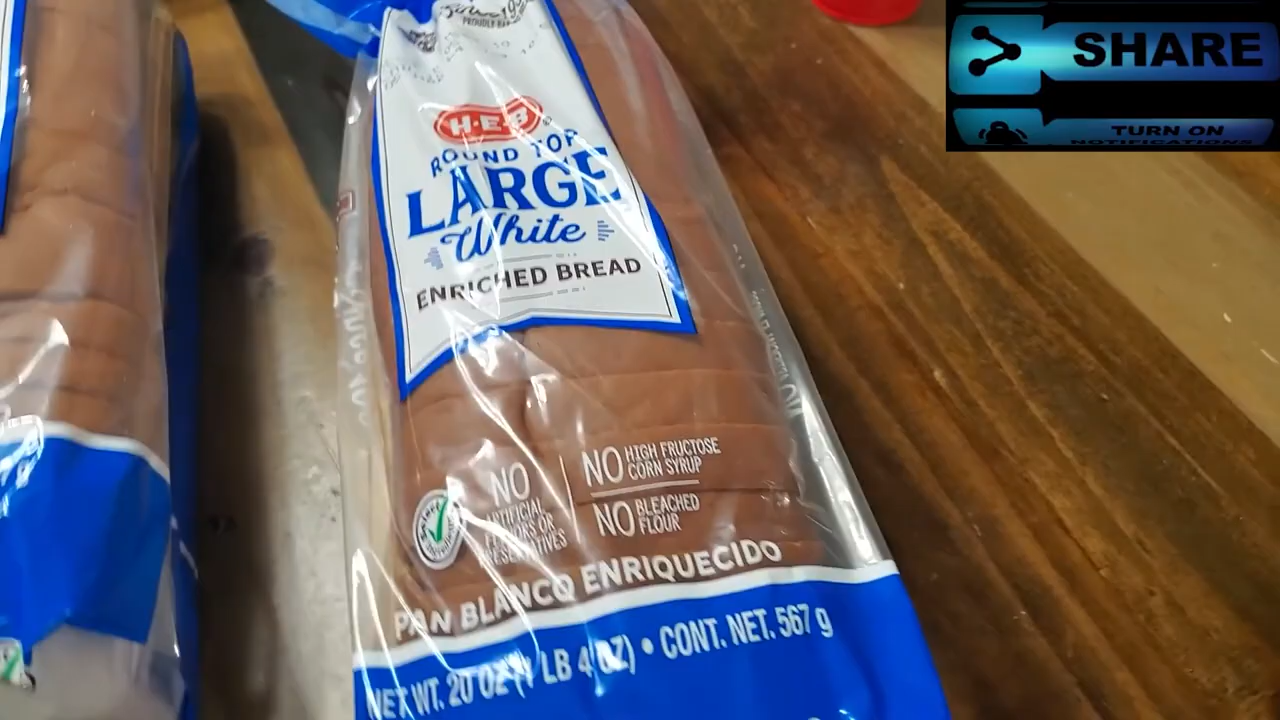 H-E-B
ROUND TOP
LARGE
White
ENRICHED BREAD
NO
ARTIFICIAL
FLAVORS OR
PRESERVATIVES
NO HIGH FRUCTOSE
CORN SYRUP
NO BLEACHED
FLOUR
PAN BLANCO ENRIQUECIDO
NET WT. 20 OZ (1 LB 4 OZ) • CONT. NET. 567 g
SHARE
TURN ON
NOTIFICATIONS